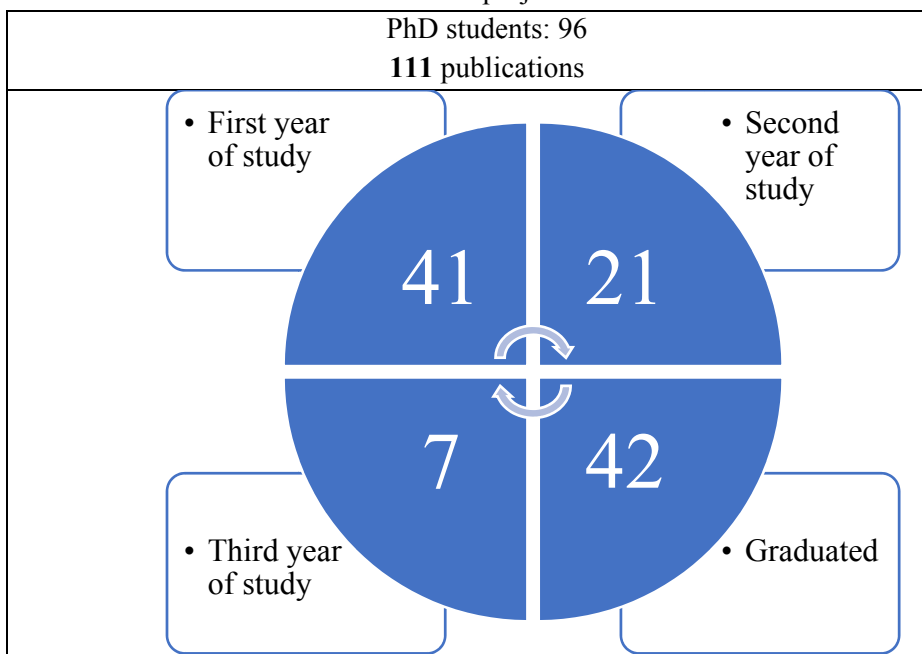 PhD students: 96
111 publications
• First year
of study
• Second
year of
study
41
21
7
42
• Third year
of study
• Graduated